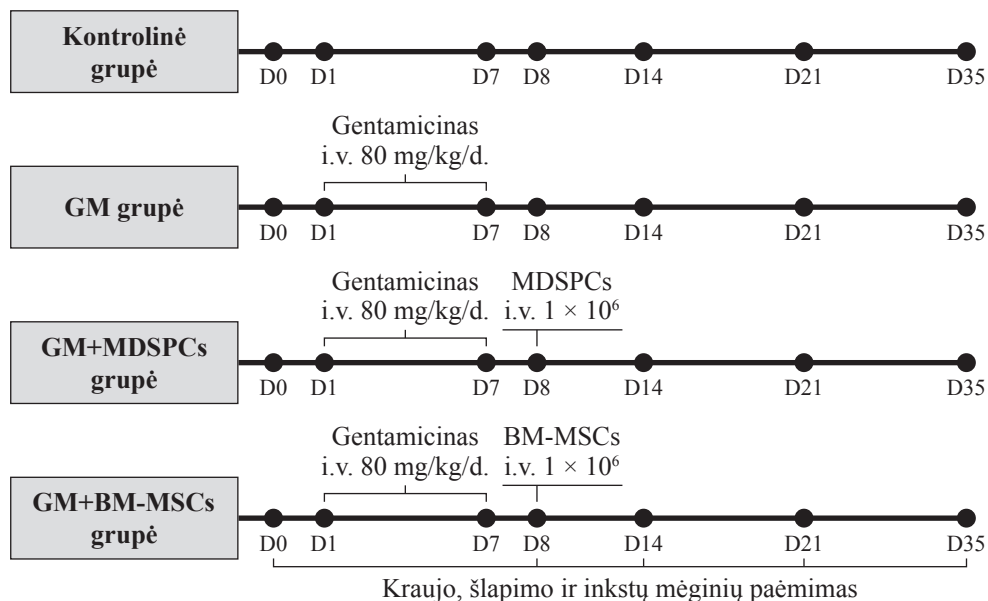 Kontrolinė
grupė
D0 D1 D7 D8 D14 D21 D35
Gentamicinas
i.v. 80 mg/kg/d.
GM grupė
D0 D1 D7 D8 D14 D21 D35
Gentamicinas MDSPCs
i.v. 80 mg/kg/d. i.v. 1 × 10⁶
GM+MDSPCs
grupė
D0 D1 D7 D8 D14 D21 D35
Gentamicinas BM-MSCs
i.v. 80 mg/kg/d. i.v. 1 × 10⁶
GM+BM-MSCs
grupė
D0 D1 D7 D8 D14 D21 D35
Kraujo, šlapimo ir inkstų mėginių paėmimas